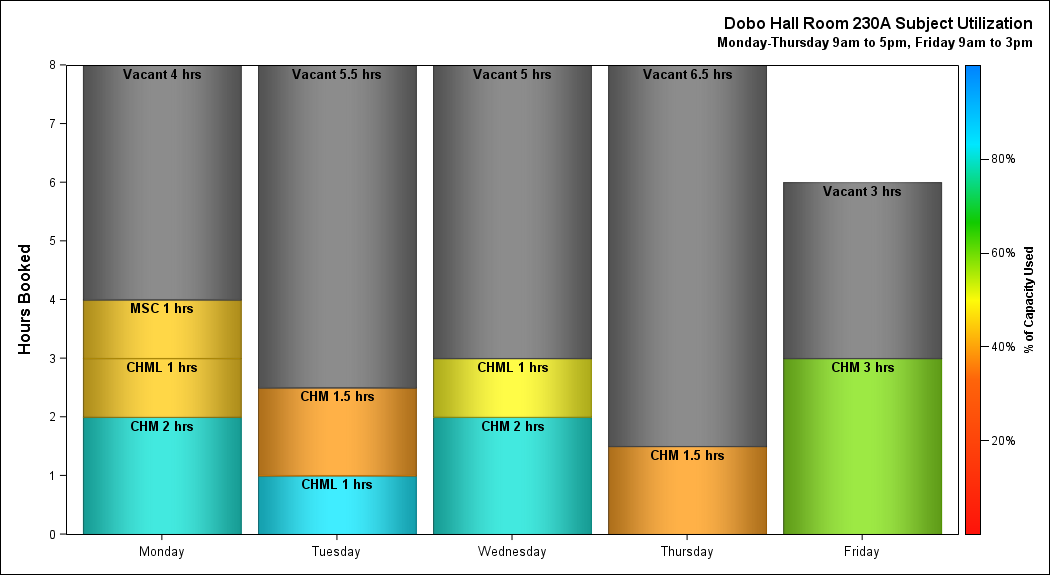 Dobo Hall Room 230A Subject Utilization
Monday-Thursday 9am to 5pm, Friday 9am to 3pm
Hours Booked
8
7
6
5
4
3
2
1
0
Vacant 4 hrs
MSC 1 hrs
CHML 1 hrs
CHM 2 hrs
Vacant 5.5 hrs
CHM 1.5 hrs
CHML 1 hrs
Vacant 5 hrs
CHML 1 hrs
CHM 2 hrs
Vacant 6.5 hrs
CHM 1.5 hrs
Vacant 3 hrs
CHM 3 hrs
Monday
Tuesday
Wednesday
Thursday
Friday
80%
60%
40%
20%
% of Capacity Used